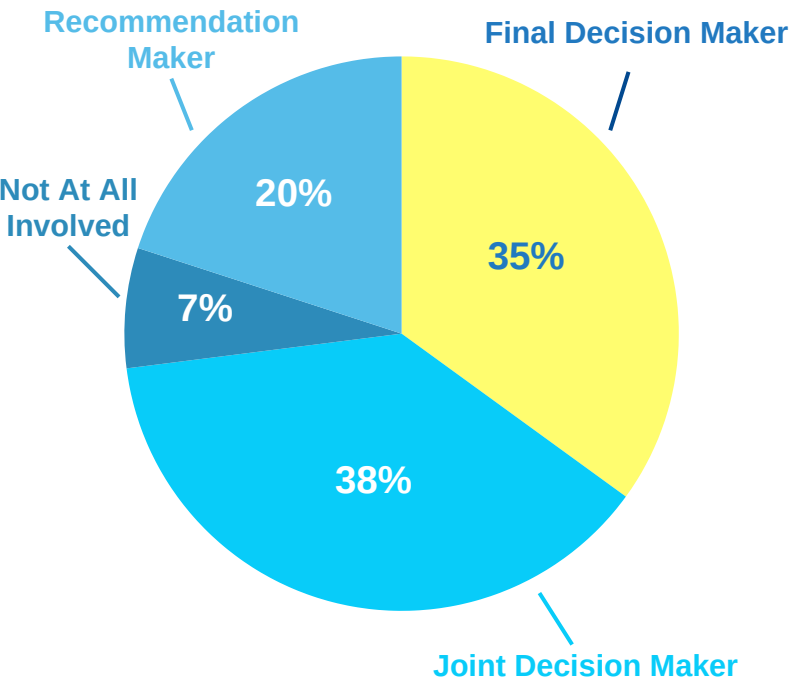 Recommendation
Maker
Final Decision Maker
Not At All
Involved
20%
35%
7%
38%
Joint Decision Maker